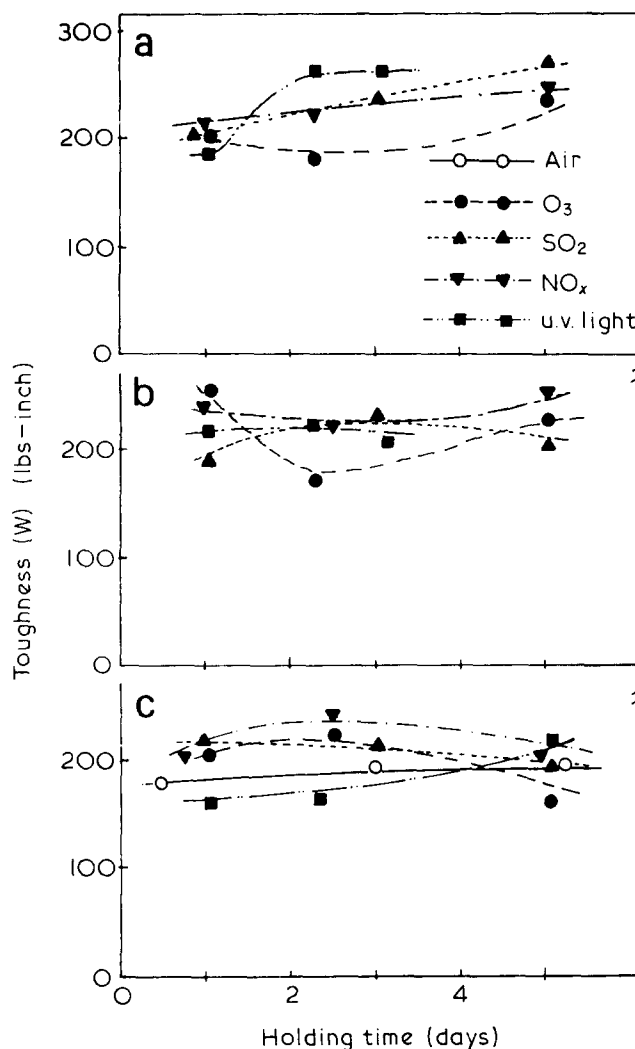 a
300
200
100
0
Air
O₃
SO₂
NOₓ
u.v. light
b
200
100
0
Toughness (W) (lbs-inch)
c
200
100
0
0
2
4
Holding time (days)